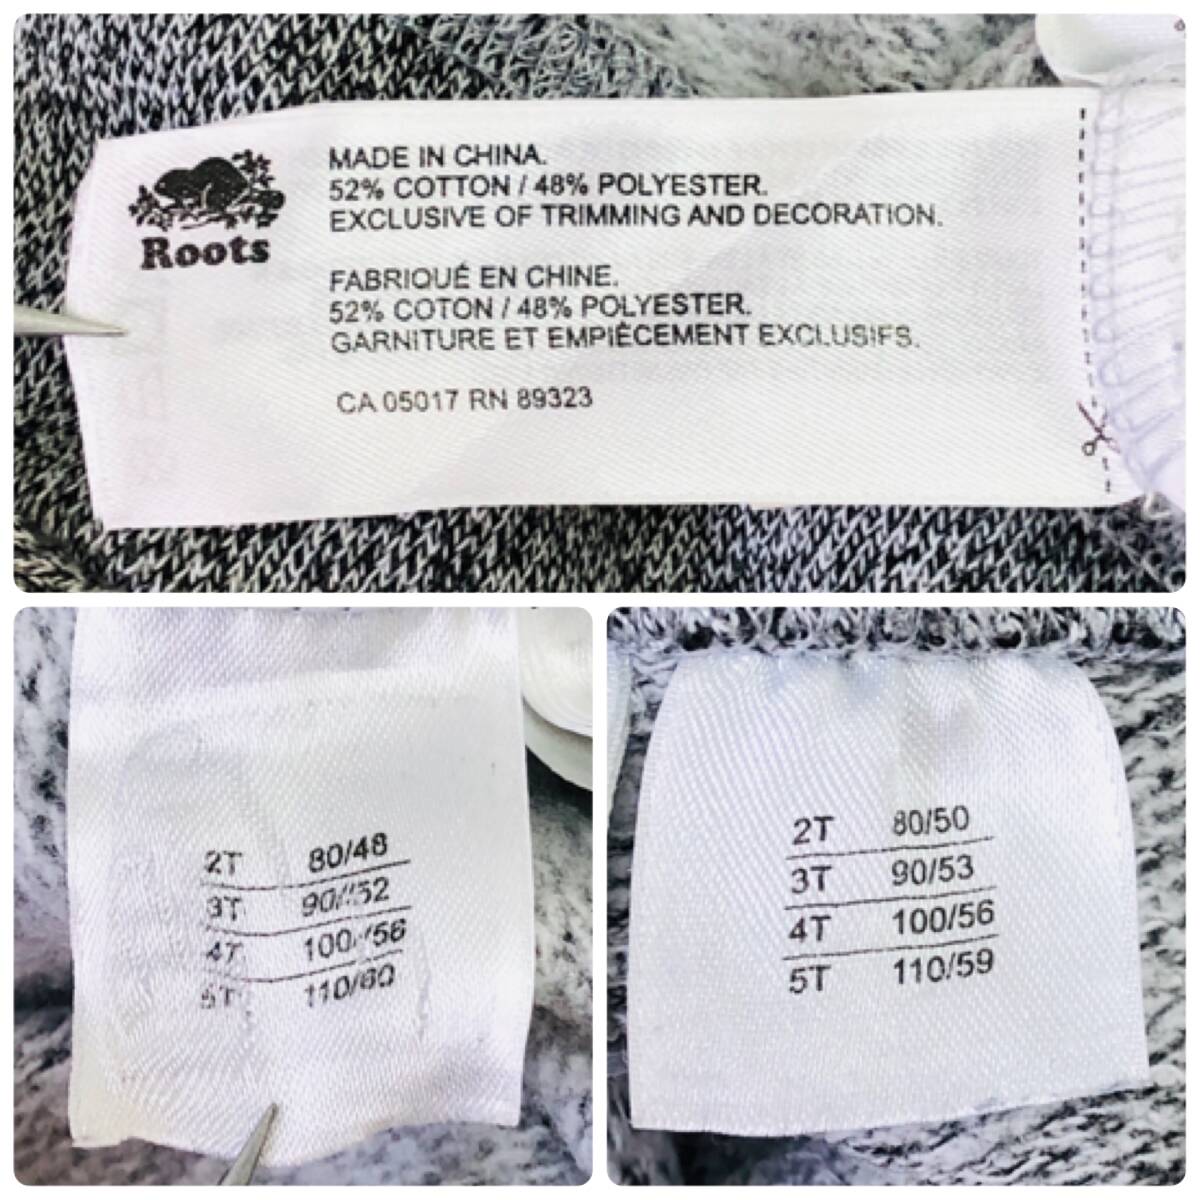 Roots
MADE IN CHINA.
52% COTTON / 48% POLYESTER.
EXCLUSIVE OF TRIMMING AND DECORATION.
FABRIQUÉ EN CHINE.
52% COTON / 48% POLYESTER.
GARNITURE ET EMPIÈCEMENT EXCLUSIFS.
CA 05017 RN 89323
2T 80/48
3T 90/52
4T 100/56
5T 110/60
2T 80/50
3T 90/53
4T 100/56
5T 110/59